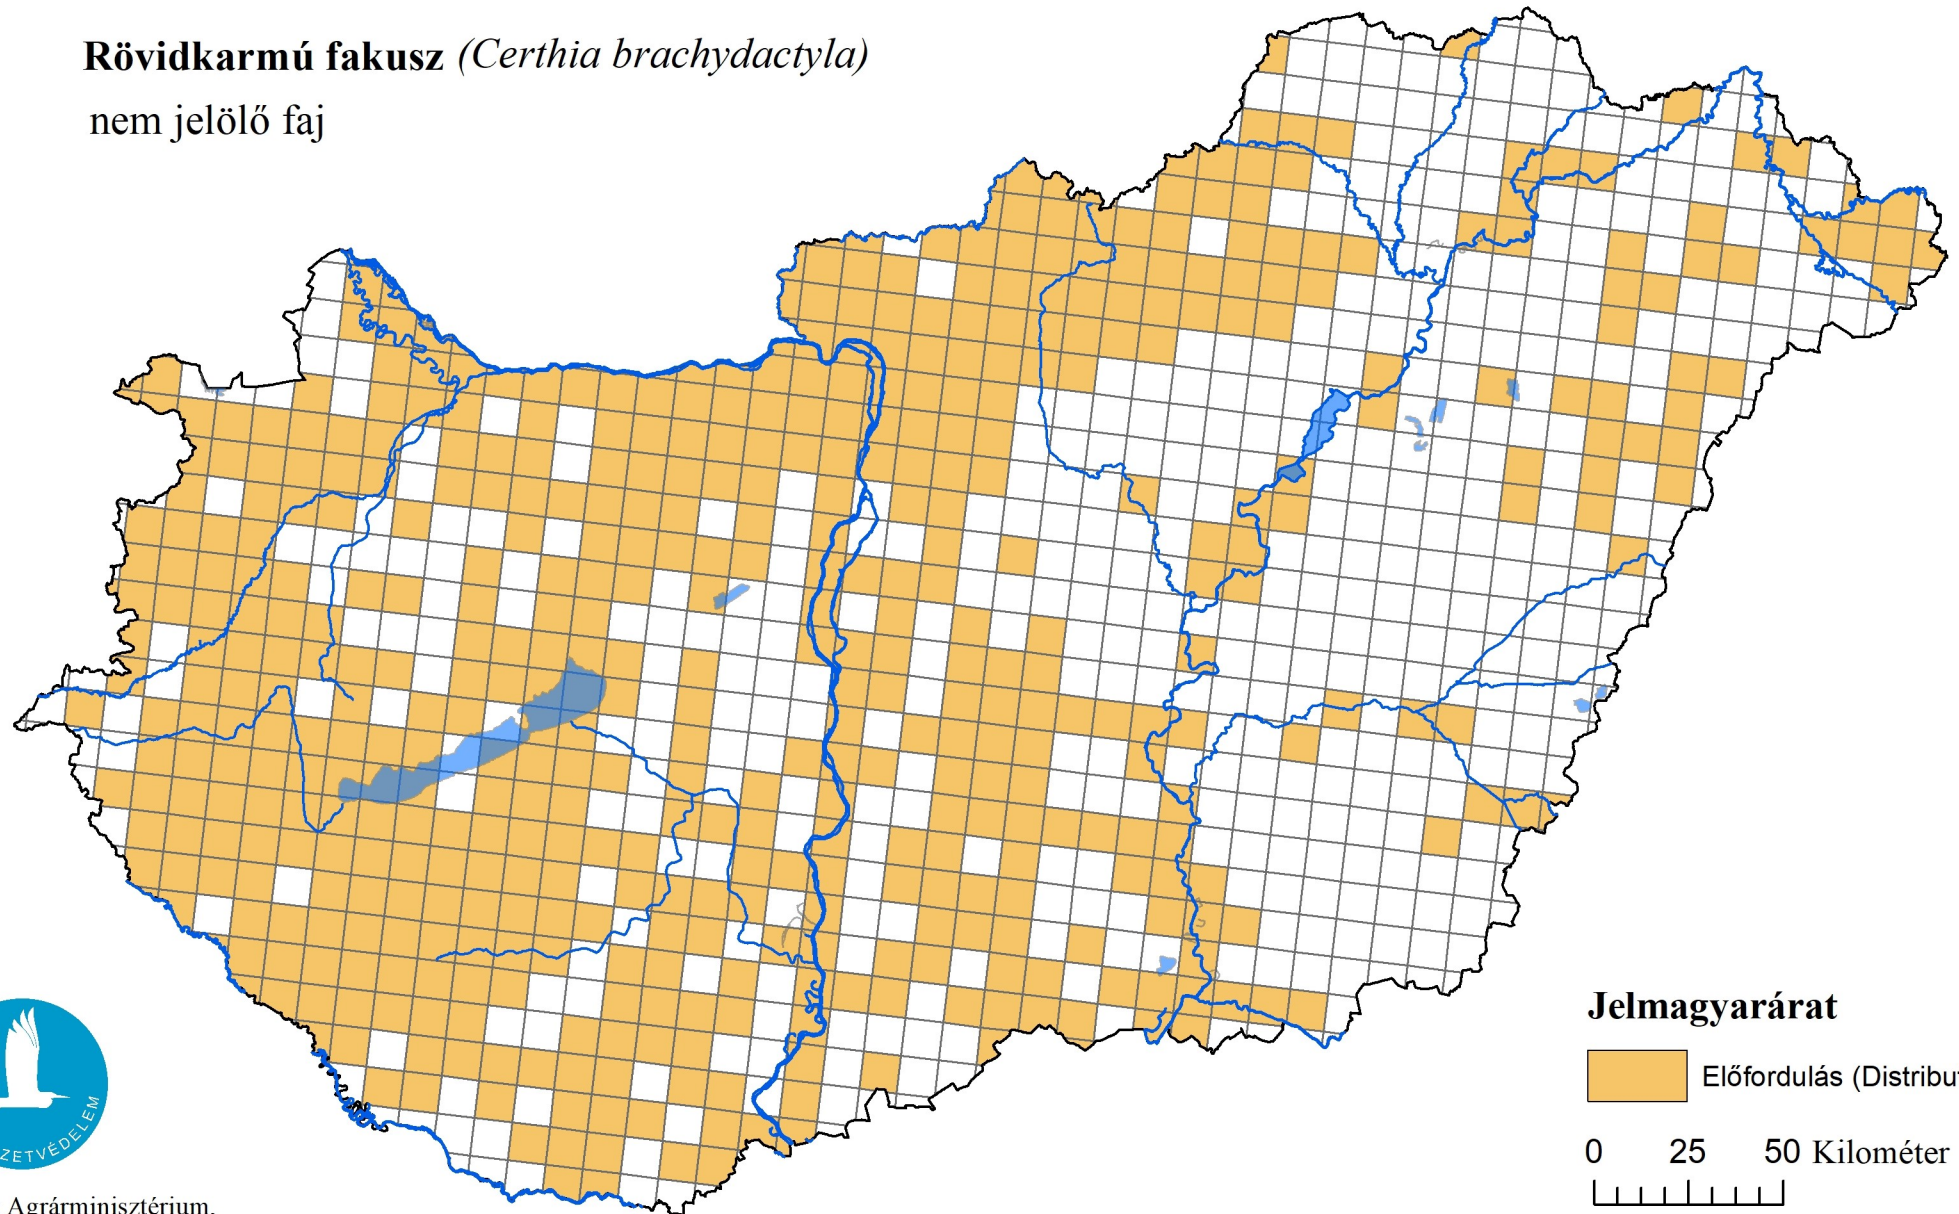 Rövidkarmú fakusz (Certhia brachydactyla)
nem jelölő faj
Jelmagyarárat
Előfordulás (Distribu
0 25 50 Kilométer
ZETVÉDELEM
Agrárminisztérium,